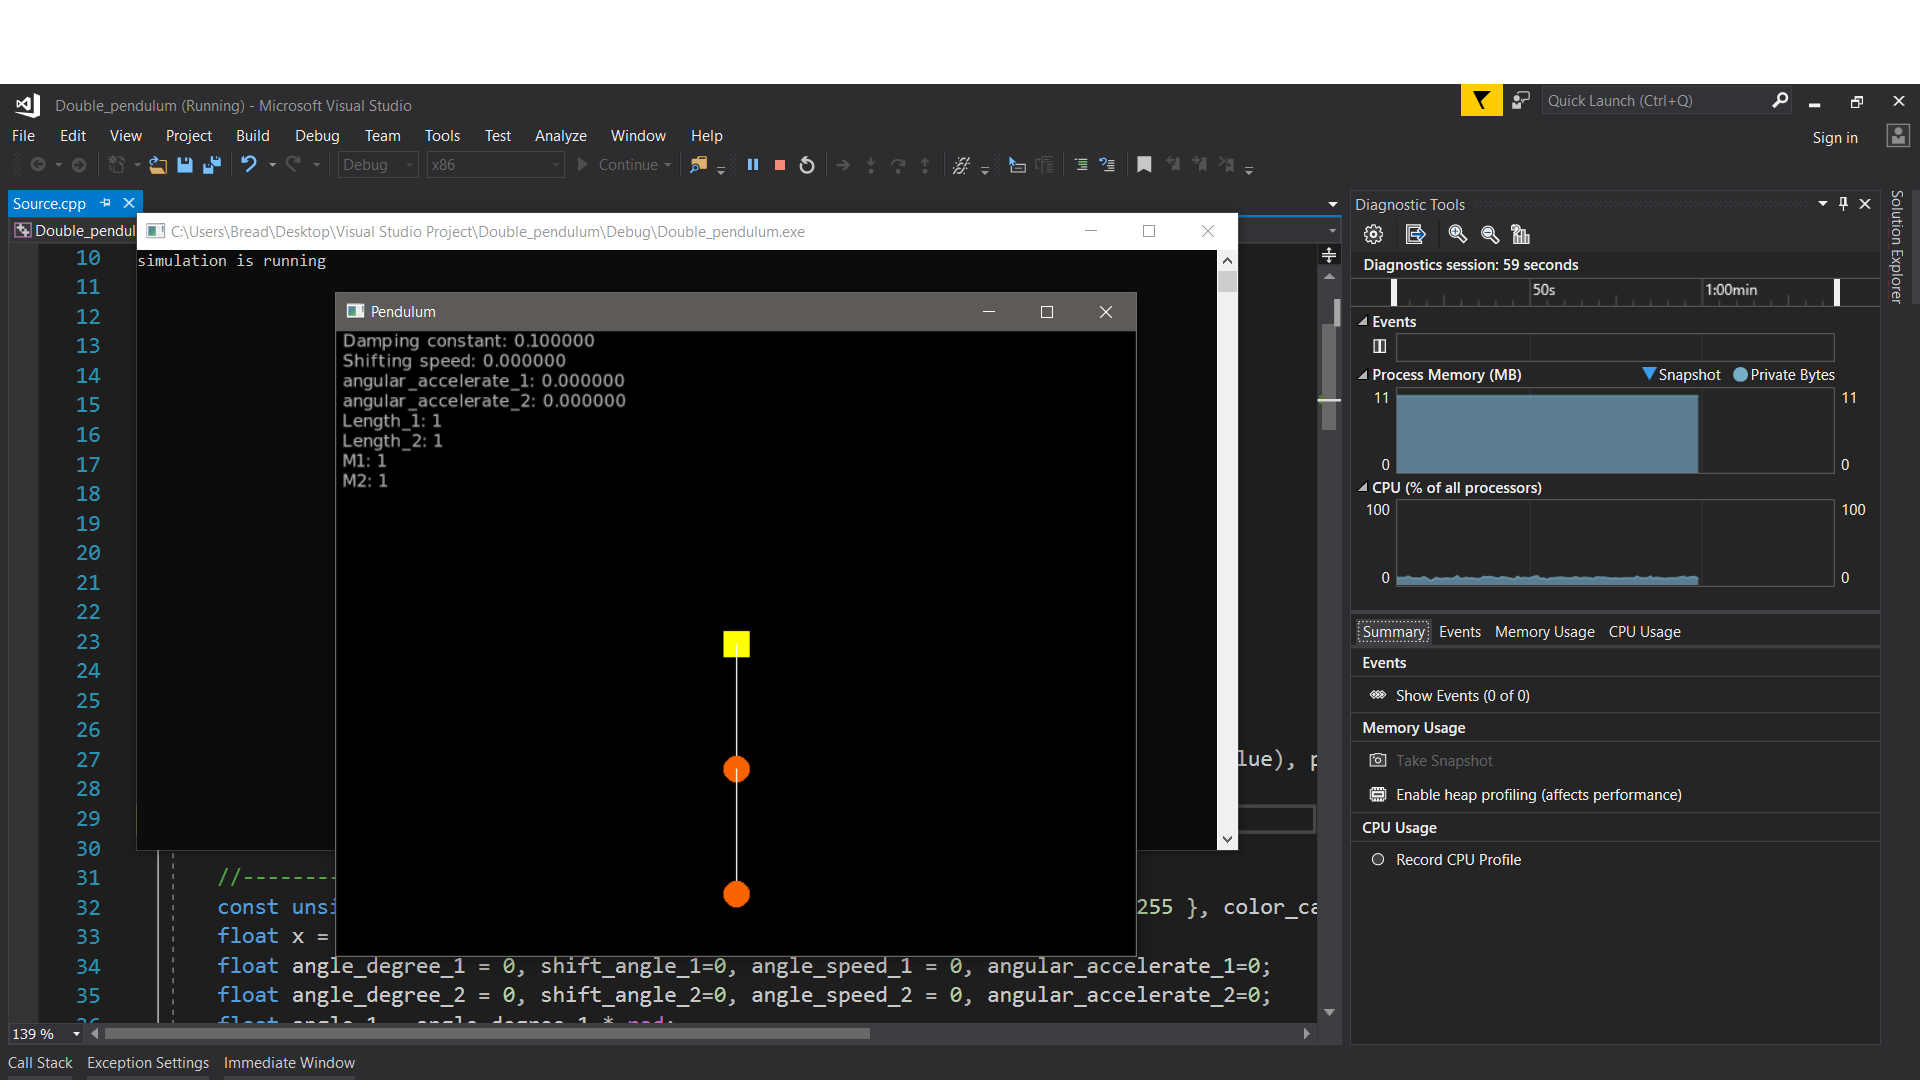 Double_pendulum (Running) - Microsoft Visual Studio
Quick Launch (Ctrl+Q)
File Edit View Project Build Debug Team Tools Test Analyze Window Help
Sign in
Debug x86 Continue
Source.cpp
Double_pendul
C:\Users\Bread\Desktop\Visual Studio Project\Double_pendulum\Debug\Double_pendulum.exe
simulation is running
Pendulum
Damping constant: 0.100000
Shifting speed: 0.000000
angular_accelerate_1: 0.000000
angular_accelerate_2: 0.000000
Length_1: 1
Length_2: 1
M1: 1
M2: 1
10
11
12
13
14
15
16
17
18
19
20
21
22
23
24
25
26
27 lue), p
28
29
30
31 //--------
32 const unsi 255 }, color_ca
33 float x =
34 float angle_degree_1 = 0, shift_angle_1=0, angle_speed_1 = 0, angular_accelerate_1=0;
35 float angle_degree_2 = 0, shift_angle_2=0, angle_speed_2 = 0, angular_accelerate_2=0;
139 %
Call Stack Exception Settings Immediate Window
Diagnostic Tools
Diagnostics session: 59 seconds
50s 1:00min
Events
Process Memory (MB) Snapshot Private Bytes
11 11
0 0
CPU (% of all processors)
100 100
0 0
Summary Events Memory Usage CPU Usage
Events
Show Events (0 of 0)
Memory Usage
Take Snapshot
Enable heap profiling (affects performance)
CPU Usage
Record CPU Profile
Solution Explorer